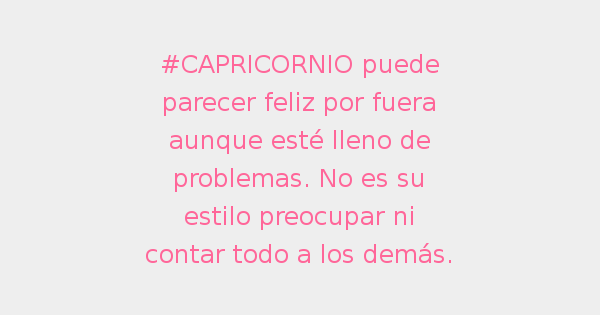 #CAPRICORNIO puede
parecer feliz por fuera
aunque esté lleno de
problemas. No es su
estilo preocupar ni
contar todo a los demás.